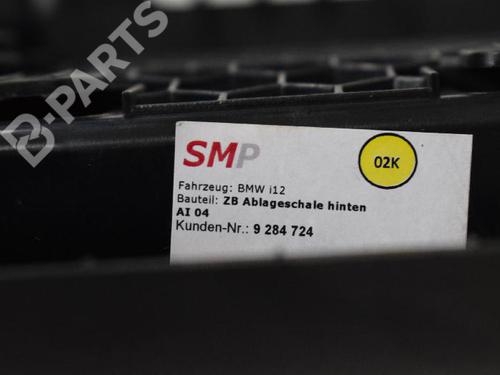 B-PARTS
SMP
02K
Fahrzeug: BMW i12
Bauteil: ZB Ablageschale hinten
AI 04
Kunden-Nr.: 9 284 724